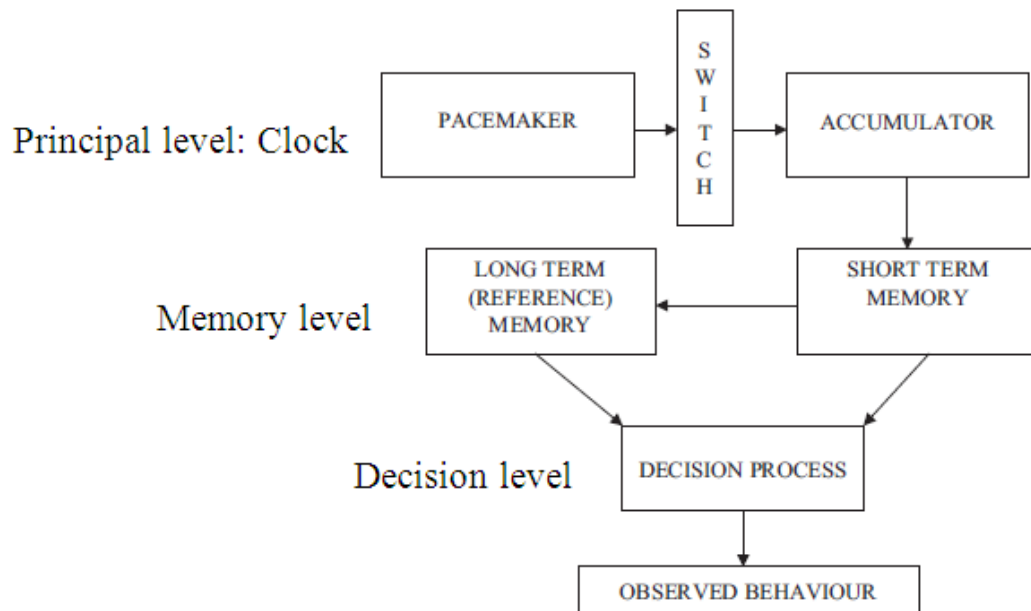 SWITCH
PACEMAKER
ACCUMULATOR
Principal level: Clock
LONG TERM
(REFERENCE)
MEMORY
SHORT TERM
MEMORY
Memory level
DECISION PROCESS
Decision level
OBSERVED BEHAVIOUR